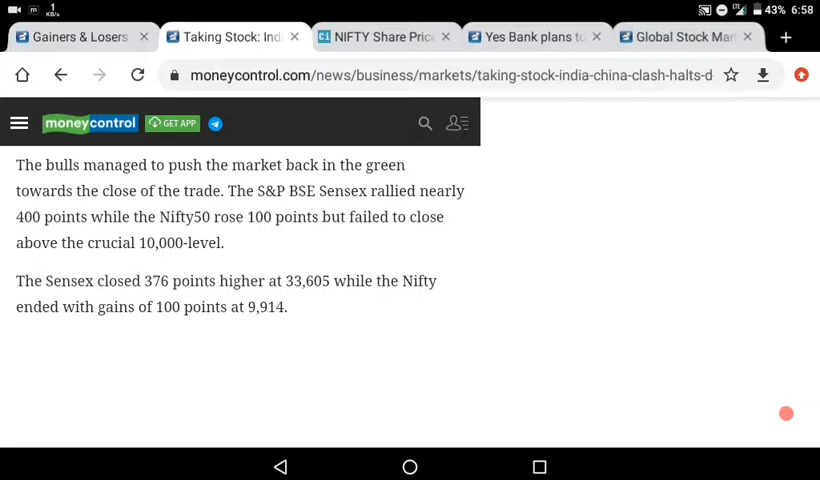 1
KB/s
LTE
43% 6:58
Gainers & Losers
Taking Stock: Ind
NIFTY Share Price
Yes Bank plans to
Global Stock Mar
moneycontrol.com/news/business/markets/taking-stock-india-china-clash-halts-d
moneycontrol
GET APP
The bulls managed to push the market back in the green
towards the close of the trade. The S&P BSE Sensex rallied nearly
400 points while the Nifty50 rose 100 points but failed to close
above the crucial 10,000-level.
The Sensex closed 376 points higher at 33,605 while the Nifty
ended with gains of 100 points at 9,914.